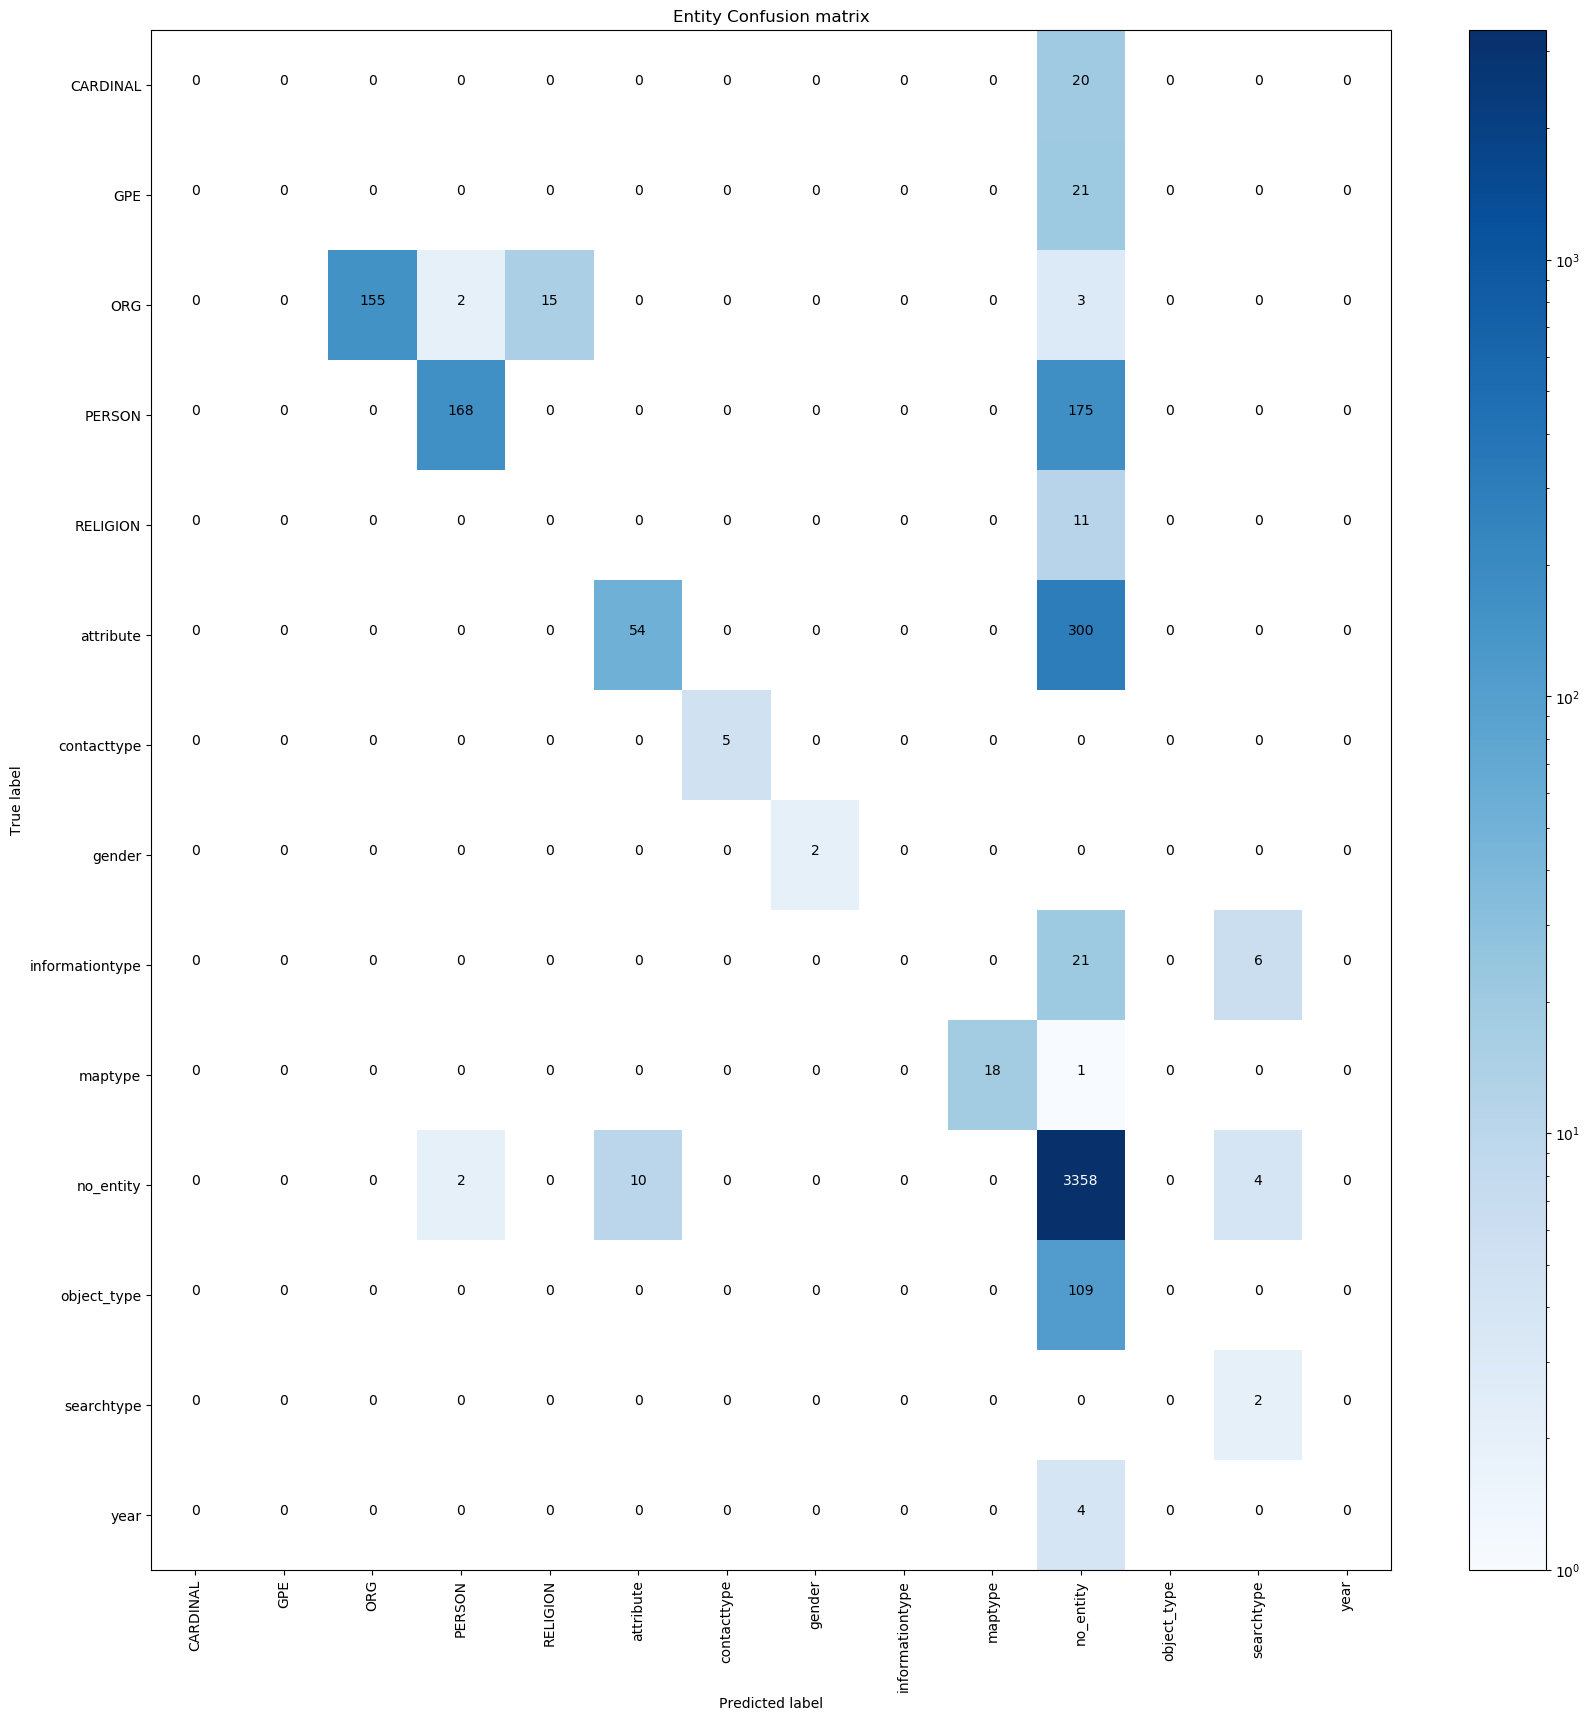 Entity Confusion matrix
CARDINAL 0 0 0 0 0 0 0 0 0 0 20 0 0 0
GPE 0 0 0 0 0 0 0 0 0 0 21 0 0 0
ORG 0 0 155 2 15 0 0 0 0 0 3 0 0 0
PERSON 0 0 0 168 0 0 0 0 0 0 175 0 0 0
RELIGION 0 0 0 0 0 0 0 0 0 0 11 0 0 0
attribute 0 0 0 0 0 54 0 0 0 0 300 0 0 0
contacttype 0 0 0 0 0 0 5 0 0 0 0 0 0 0
gender 0 0 0 0 0 0 0 2 0 0 0 0 0 0
informationtype 0 0 0 0 0 0 0 0 0 0 21 0 6 0
maptype 0 0 0 0 0 0 0 0 0 18 1 0 0 0
no_entity 0 0 0 2 0 10 0 0 0 0 3358 0 4 0
object_type 0 0 0 0 0 0 0 0 0 0 109 0 0 0
searchtype 0 0 0 0 0 0 0 0 0 0 0 0 2 0
year 0 0 0 0 0 0 0 0 0 0 4 0 0 0
True label
CARDINAL
GPE
ORG
PERSON
RELIGION
attribute
contacttype
gender
informationtype
maptype
no_entity
object_type
searchtype
year
Predicted label
10³
10²
10¹
10⁰